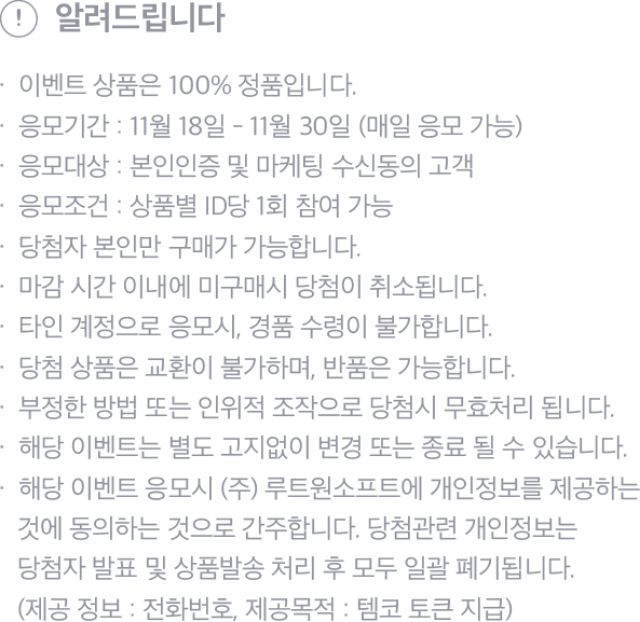 ! 알려드립니다
· 이벤트 상품은 100% 정품입니다.
· 응모기간 : 11월 18일 - 11월 30일 (매일 응모 가능)
· 응모대상 : 본인인증 및 마케팅 수신동의 고객
· 응모조건 : 상품별 ID당 1회 참여 가능
· 당첨자 본인만 구매가 가능합니다.
· 마감 시간 이내에 미구매시 당첨이 취소됩니다.
· 타인 계정으로 응모시, 경품 수령이 불가합니다.
· 당첨 상품은 교환이 불가하며, 반품은 가능합니다.
· 부정한 방법 또는 인위적 조작으로 당첨시 무효처리 됩니다.
· 해당 이벤트는 별도 고지없이 변경 또는 종료 될 수 있습니다.
· 해당 이벤트 응모시 (주) 루트원소프트에 개인정보를 제공하는
것에 동의하는 것으로 간주합니다. 당첨관련 개인정보는
당첨자 발표 및 상품발송 처리 후 모두 일괄 폐기됩니다.
(제공 정보 : 전화번호, 제공목적 : 템코 토큰 지급)